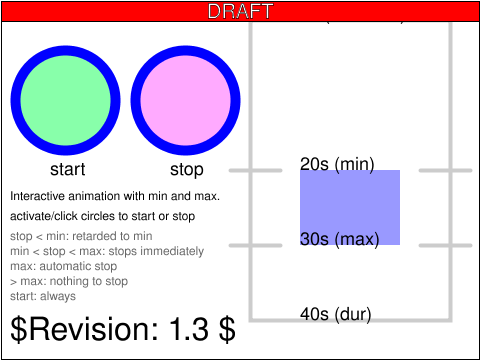 DRAFT
start
stop
Interactive animation with min and max.
activate/click circles to start or stop
stop < min: retarded to min
min < stop < max: stops immediately
max: automatic stop
> max: nothing to stop
start: always
$Revision: 1.3 $
20s (min)
30s (max)
40s (dur)